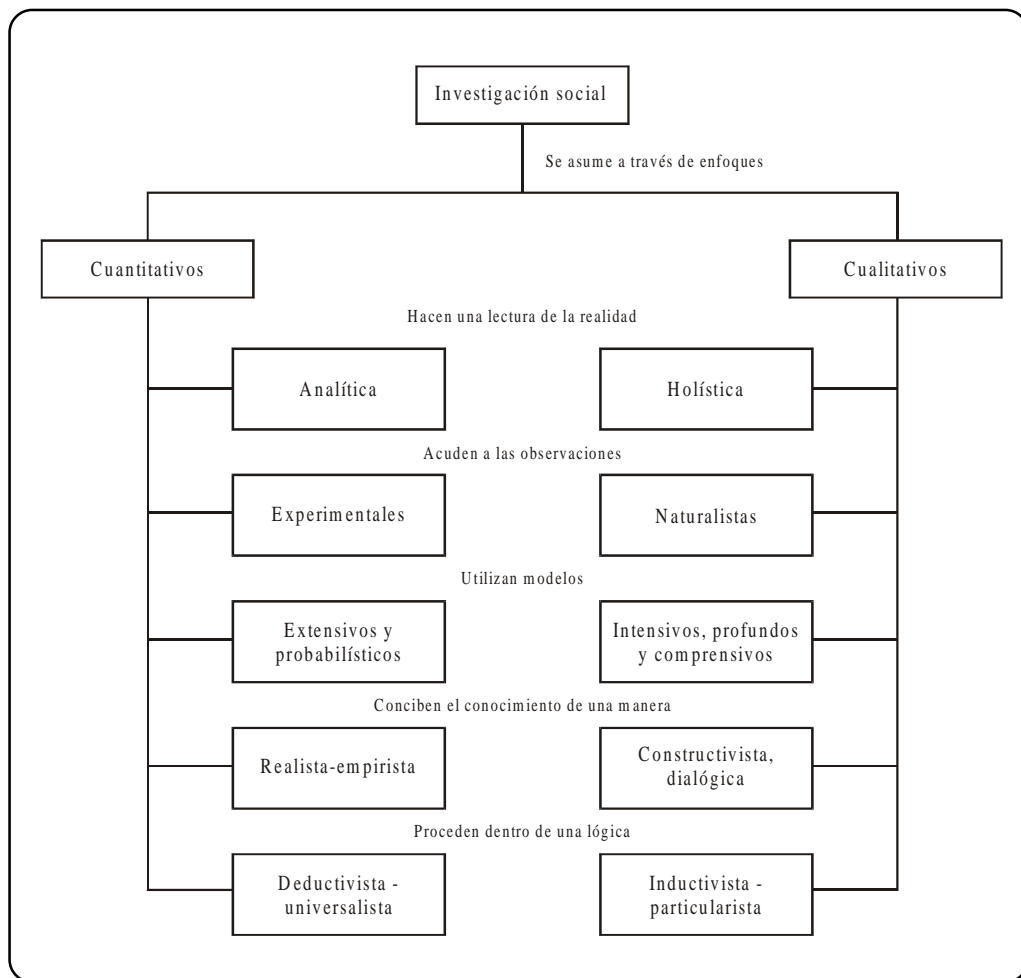 Investigación social
Se asume a través de enfoques
Cuantitativos
Cualitativos
Hacen una lectura de la realidad
Analítica
Holística
Acuden a las observaciones
Experimentales
Naturalistas
Utilizan modelos
Extensivos y
probabilísticos
Intensivos, profundos
y comprensivos
Conciben el conocimiento de una manera
Realista-empirista
Constructivista,
dialógica
Proceden dentro de una lógica
Deductivista -
universalista
Inductivista -
particularista